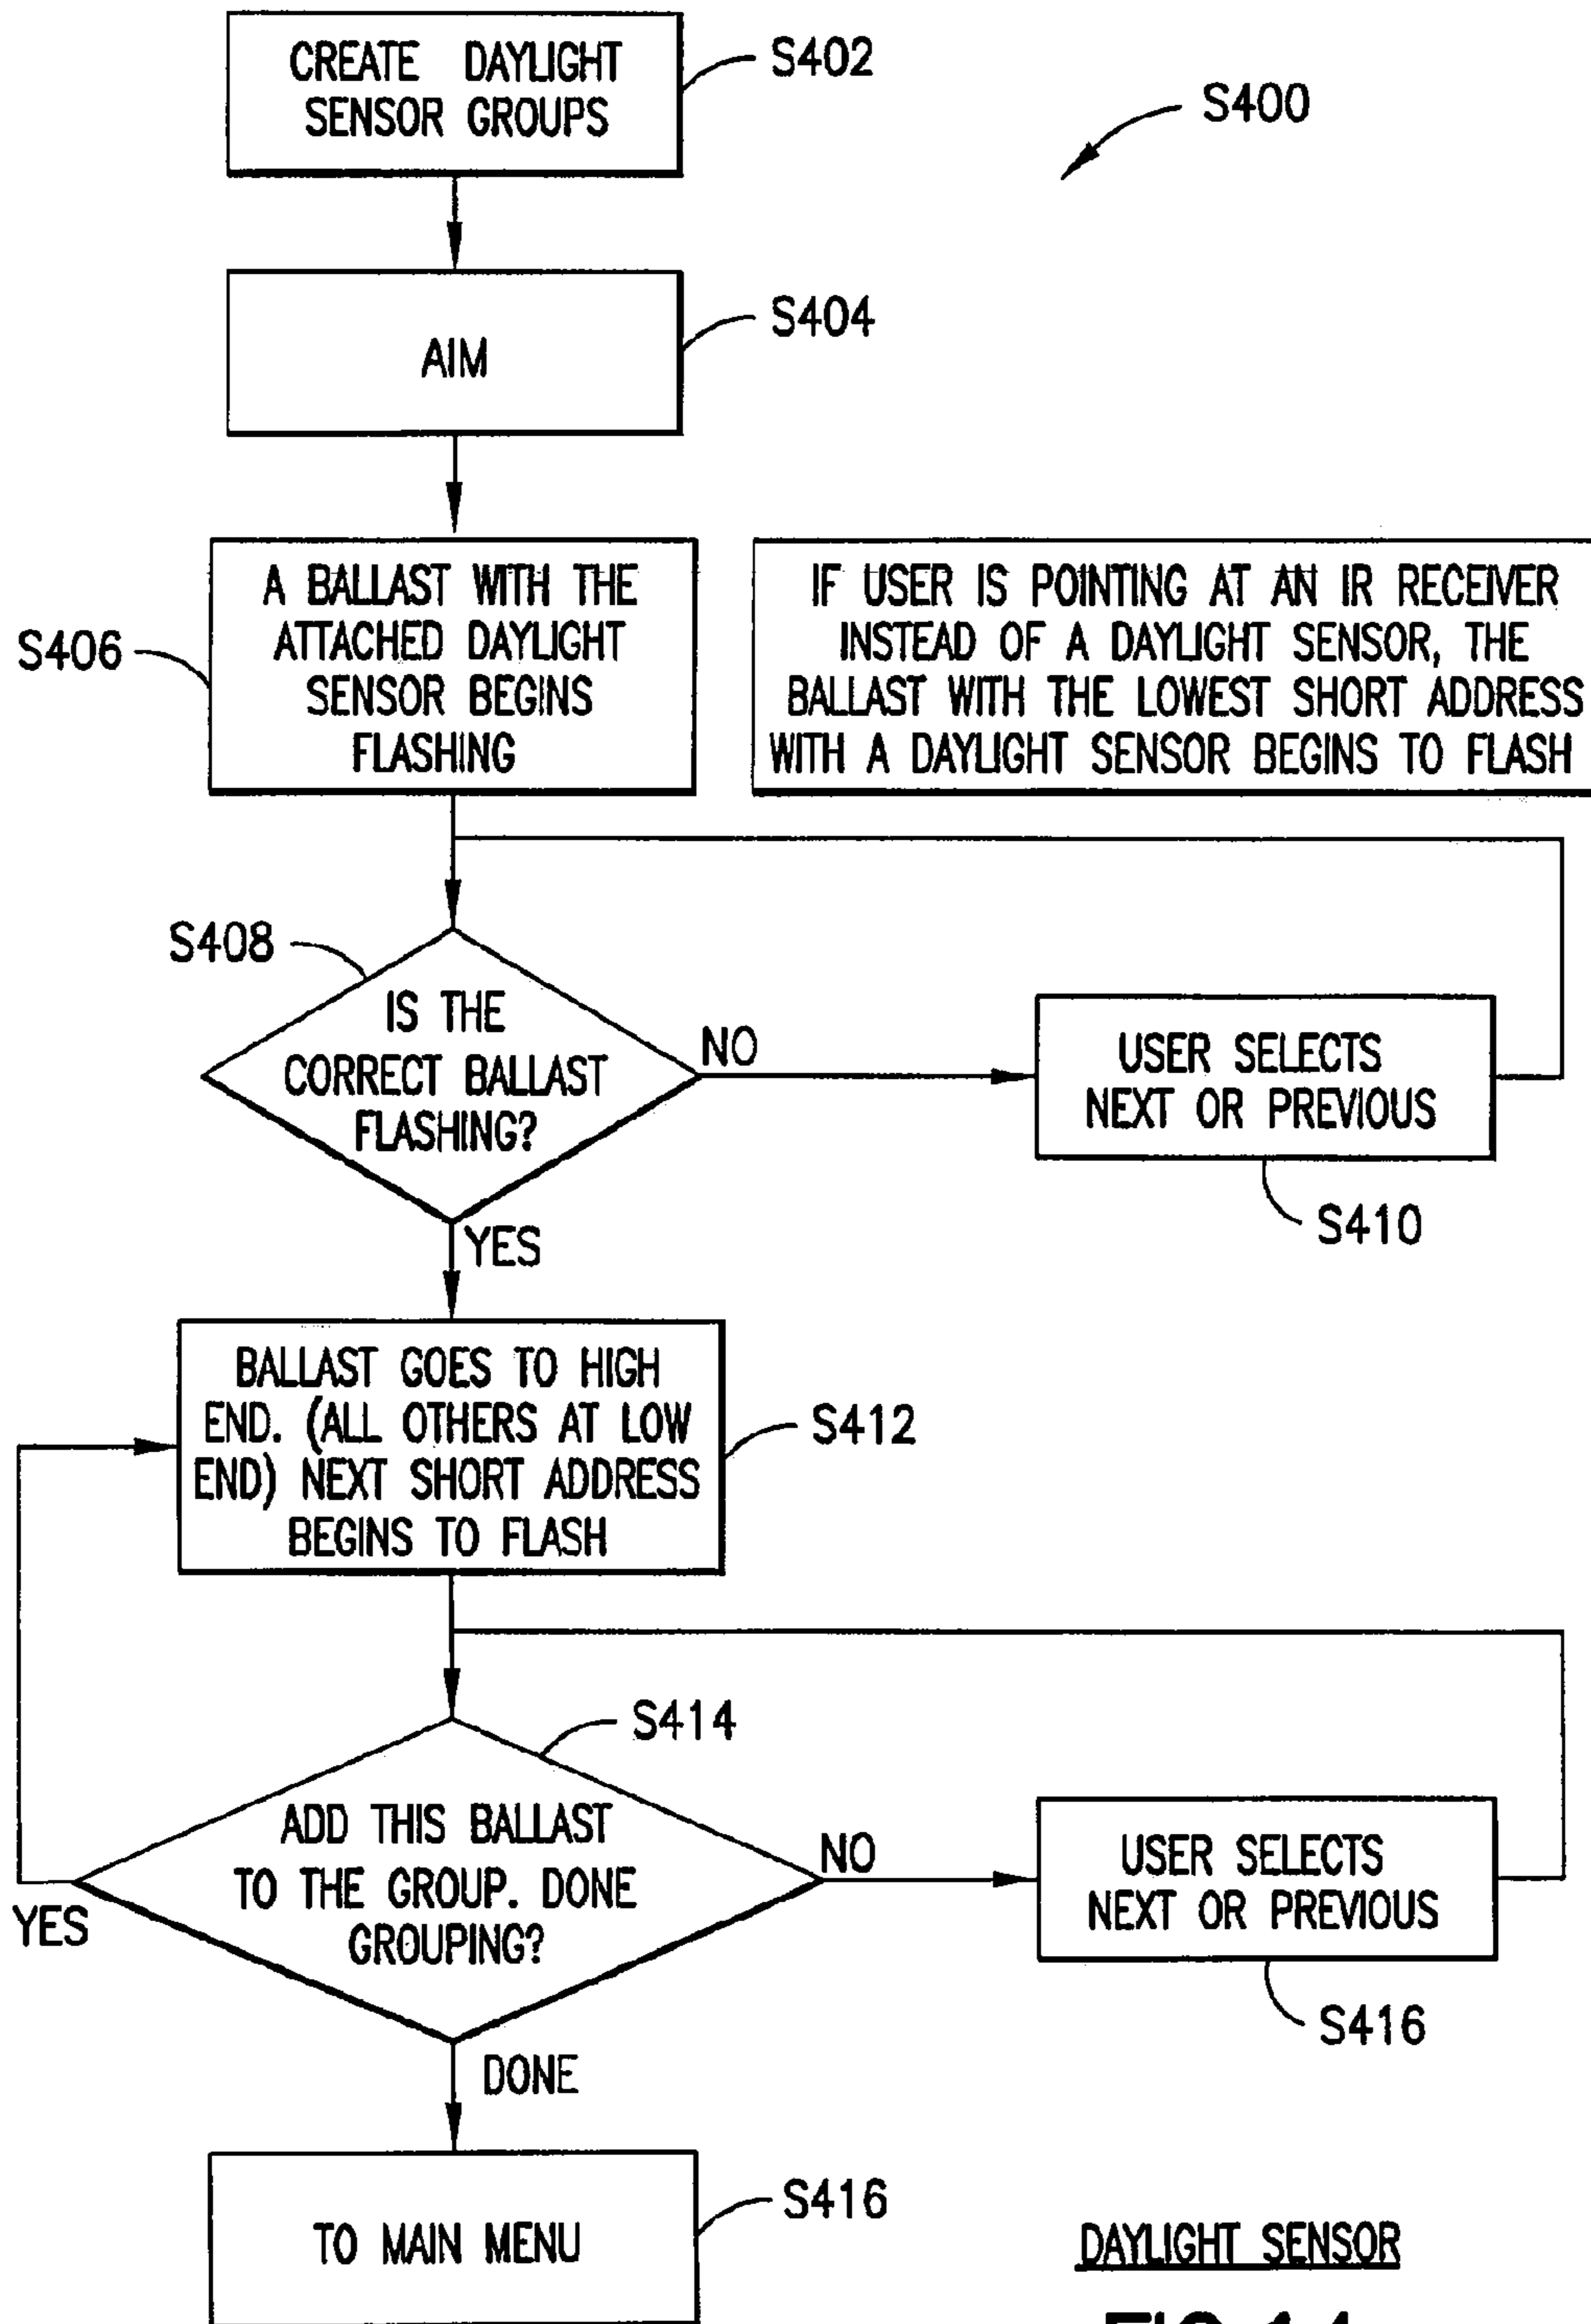 CREATE DAYLIGHT
SENSOR GROUPS
S402
S400
AIM
S404
A BALLAST WITH THE
ATTACHED DAYLIGHT
SENSOR BEGINS
FLASHING
S406
IF USER IS POINTING AT AN IR RECEIVER
INSTEAD OF A DAYLIGHT SENSOR, THE
BALLAST WITH THE LOWEST SHORT ADDRESS
WITH A DAYLIGHT SENSOR BEGINS TO FLASH
S408
IS THE
CORRECT BALLAST
FLASHING?
NO
USER SELECTS
NEXT OR PREVIOUS
S410
YES
BALLAST GOES TO HIGH
END. (ALL OTHERS AT LOW
END) NEXT SHORT ADDRESS
BEGINS TO FLASH
S412
S414
ADD THIS BALLAST
TO THE GROUP. DONE
GROUPING?
YES
NO
USER SELECTS
NEXT OR PREVIOUS
S416
DONE
TO MAIN MENU
S416
DAYLIGHT SENSOR